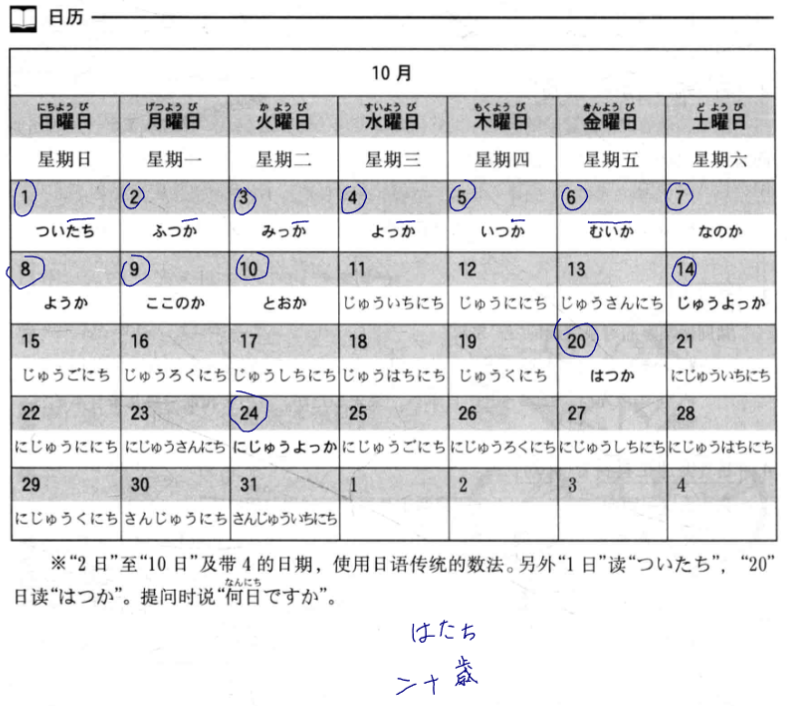 日历
10 月
にちよう び げつよう び か よう び すいよう び もくよう び きんよう び ど よう び
日曜日 月曜日 火曜日 水曜日 木曜日 金曜日 土曜日
星期日 星期一 星期二 星期三 星期四 星期五 星期六
1 2 3 4 5 6 7
ついたち ふつか みっか よっか いつか むいか なのか
8 9 10 11 12 13 14
ようか ここのか とおか じゅういちにち じゅうににち じゅうさんにち じゅうよっか
15 16 17 18 19 20 21
じゅうごにち じゅうろくにち じゅうしちにち じゅうはちにち じゅうくにち はつか にじゅういちにち
22 23 24 25 26 27 28
にじゅうににち にじゅうさんにち にじゅうよっか にじゅうごにち にじゅうろくにち にじゅうしちにち にじゅうはちにち
29 30 31 1 2 3 4
にじゅうくにち さんじゅうにち さんじゅういちにち
※“2 日”至“10 日”及带 4 的日期，使用日语传统的数法。另外“1 日”读“ついたち”，“20”
なんにち
日读“はつか”。提问时说“何日ですか”。
はたち
二十歳